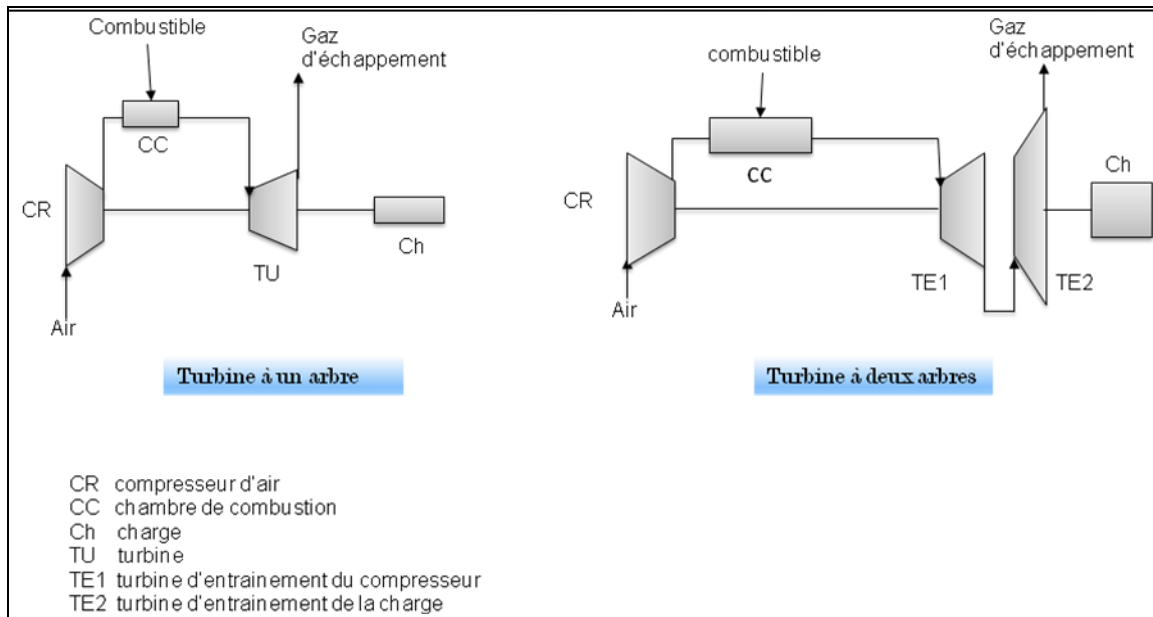 Combustible
Gaz
d'échappement
CC
CR
TU
Ch
Air
Turbine à un arbre
Gaz
d'échappement
combustible
cc
CR
Ch
TE1
TE2
Air
Turbine à deux arbres
CR compresseur d'air
CC chambre de combustion
Ch charge
TU turbine
TE1 turbine d'entrainement du compresseur
TE2 turbine d'entrainement de la charge